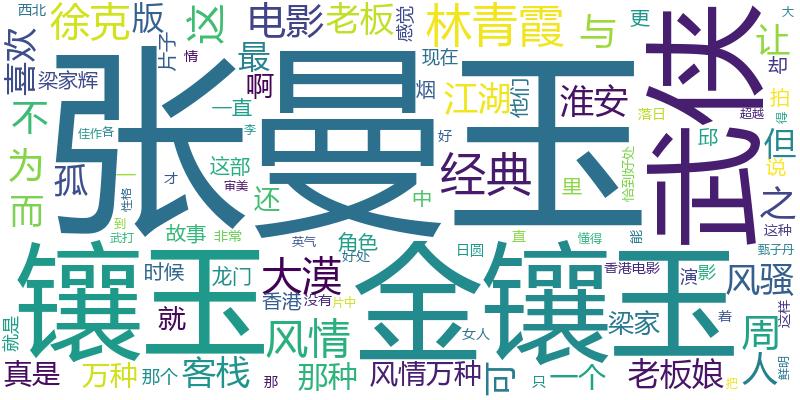 西北
徐克
版
这
电影
老板
感觉
林青霞
与
更
武侠
大
喜欢
片子
情
最
梁家辉
啊
一直
现在
烟
江湖
他们
淮安
让
却
拍
得
超越
张曼玉
不
佳作
各
李
好
落日
邱
但
为
孤
这部
经典
里
恰到好处
说
而
一
性格
才
审美
还
中
之
到
武打
故事
非常
英气
角色
好处
日圆
直
懂得
能
这种
甄子丹
镶玉
金镶玉
时候
龙门
大漠
香港
没有
片中
香港电影
演
影
风骚
就是
就
风情
女人
梁家
着
周
这样
真是
万种
那个
客栈
那
那种
风情万种
问
只
一个
老板娘
把
人
鲜明